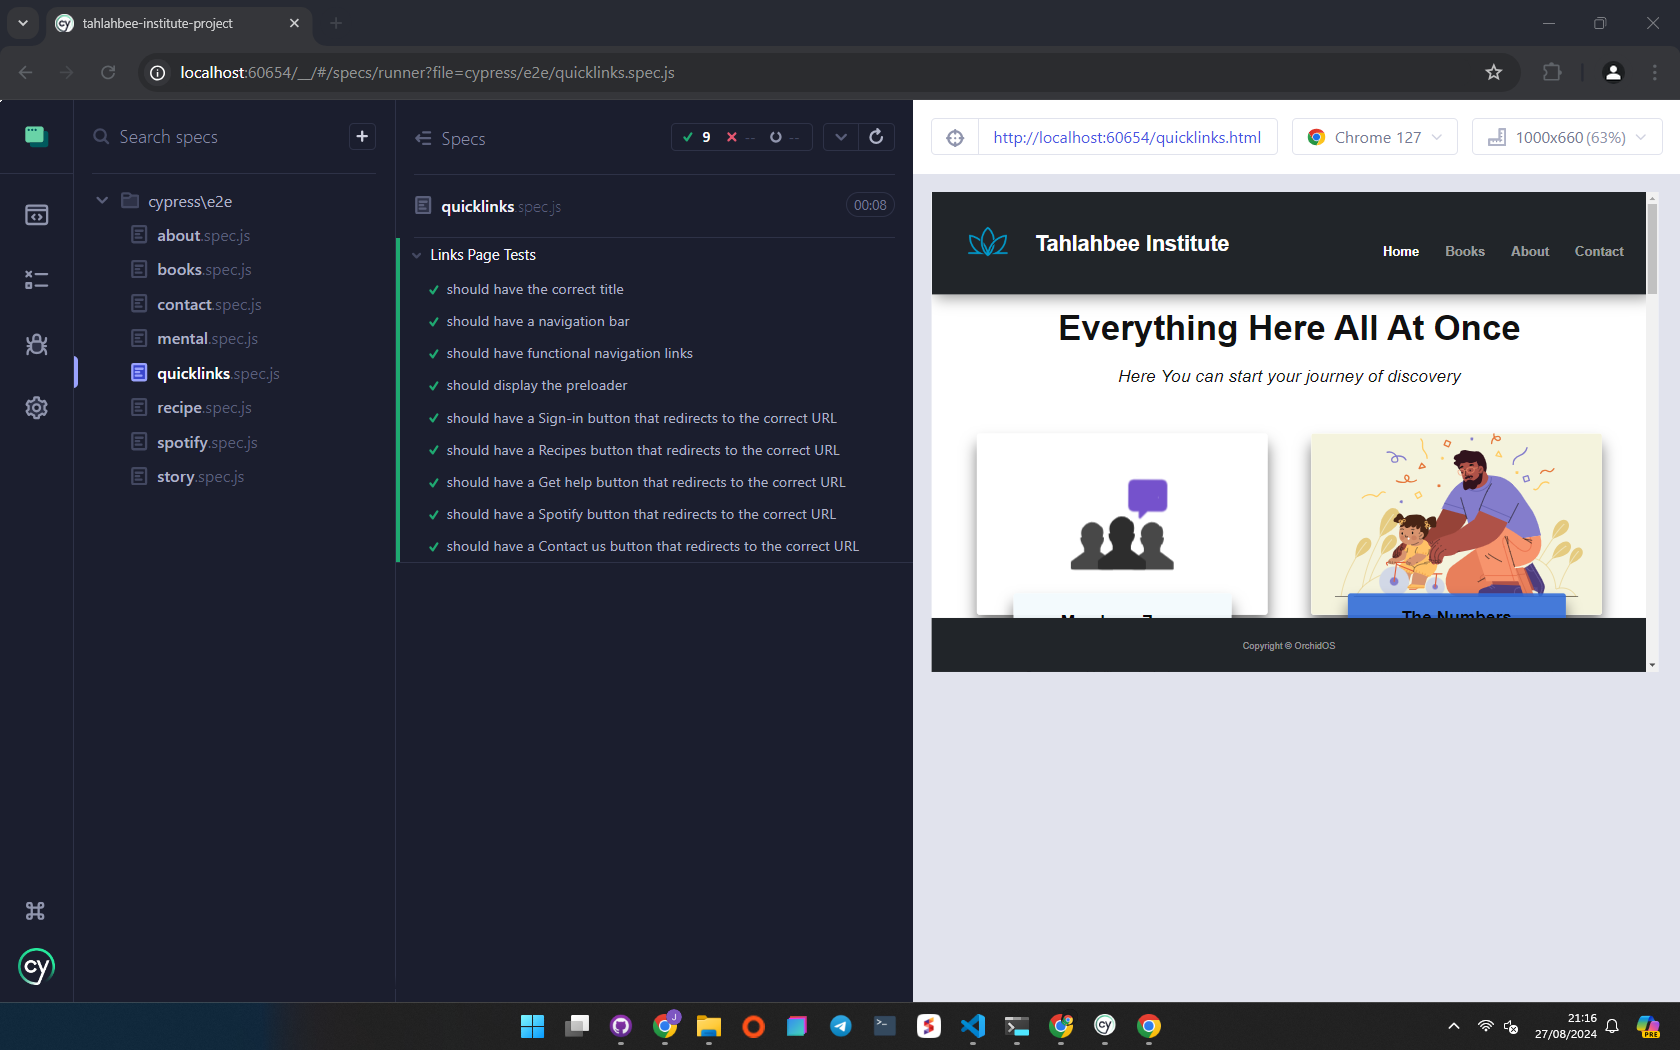 tahlahbee-institute-project
localhost:60654/__/#/specs/runner?file=cypress/e2e/quicklinks.spec.js
Search specs
cypress\e2e
about.spec.js
books.spec.js
contact.spec.js
mental.spec.js
quicklinks.spec.js
recipe.spec.js
spotify.spec.js
story.spec.js
cy
Specs
9 -- --
quicklinks.spec.js
00:08
Links Page Tests
should have the correct title
should have a navigation bar
should have functional navigation links
should display the preloader
should have a Sign-in button that redirects to the correct URL
should have a Recipes button that redirects to the correct URL
should have a Get help button that redirects to the correct URL
should have a Spotify button that redirects to the correct URL
should have a Contact us button that redirects to the correct URL
http://localhost:60654/quicklinks.html
Chrome 127
1000x660 (63%)
Tahlahbee Institute
Home
Books
About
Contact
Everything Here All At Once
Here You can start your journey of discovery
The Numbers
Copyright © OrchidOS
J
cy
21:16
27/08/2024
PRE